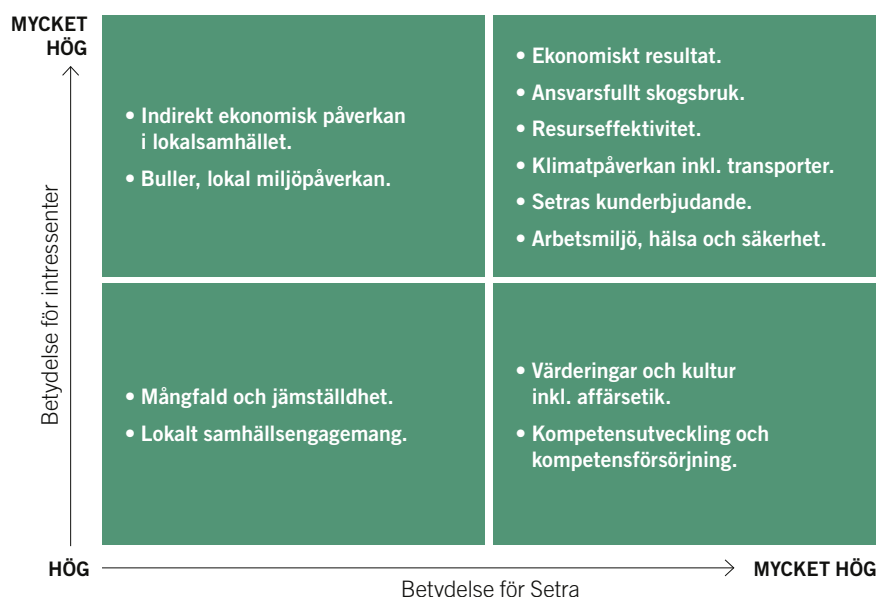 MYCKET
HÖG
• Indirekt ekonomisk påverkan
i lokalsamhället.
• Buller, lokal miljöpåverkan.
• Ekonomiskt resultat.
• Ansvarsfullt skogsbruk.
• Resurseffektivitet.
• Klimatpåverkan inkl. transporter.
• Setras kunderbjudande.
• Arbetsmiljö, hälsa och säkerhet.
Betydelse för intressenter
• Mångfald och jämställdhet.
• Lokalt samhällsengagemang.
• Värderingar och kultur
inkl. affärsetik.
• Kompetensutveckling och
kompetensförsörjning.
HÖG
MYCKET HÖG
Betydelse för Setra